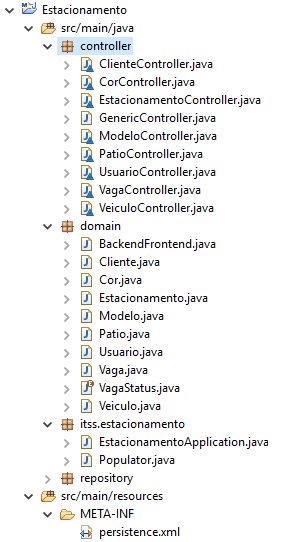 Estacionamento
src/main/java
controller
ClienteController.java
CorController.java
EstacionamentoController.java
GenericController.java
ModeloController.java
PatioController.java
UsuarioController.java
VagaController.java
VeiculoController.java
domain
BackendFrontend.java
Cliente.java
Cor.java
Estacionamento.java
Modelo.java
Patio.java
Usuario.java
Vaga.java
VagaStatus.java
Veiculo.java
itss.estacionamento
EstacionamentoApplication.java
Populator.java
repository
src/main/resources
META-INF
persistence.xml